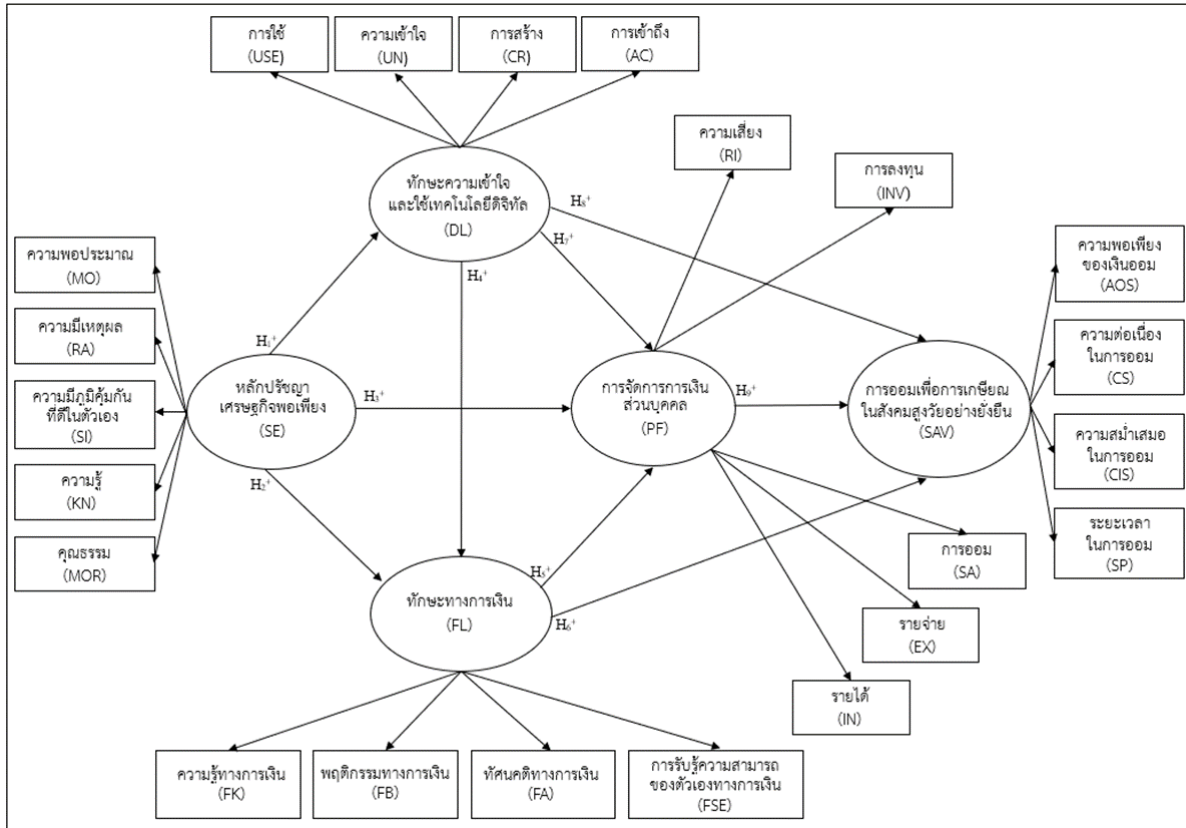 การใช้
(USE)
ความเข้าใจ
(UN)
การสร้าง
(CR)
การเข้าถึง
(AC)
ความเสี่ยง
(RI)
การลงทุน
(INV)
ทักษะความเข้าใจ
และใช้เทคโนโลยีดิจิทัล
(DL)
H₈⁺
H₇⁺
H₄⁺
ความพอประมาณ
(MO)
ความมีเหตุผล
(RA)
ความมีภูมิคุ้มกัน
ที่ดีในตัวเอง
(SI)
ความรู้
(KN)
คุณธรรม
(MOR)
H₁⁺
หลักปรัชญา
เศรษฐกิจพอเพียง
(SE)
H₃⁺
H₂⁺
การจัดการการเงิน
ส่วนบุคคล
(PF)
H₉⁺
การออมเพื่อการเกษียณ
ในสังคมสูงวัยอย่างยั่งยืน
(SAV)
ความพอเพียง
ของเงินออม
(AOS)
ความต่อเนื่อง
ในการออม
(CS)
ความสม่ำเสมอ
ในการออม
(CIS)
ระยะเวลา
ในการออม
(SP)
H₅⁺
ทักษะทางการเงิน
(FL)
H₆⁺
การออม
(SA)
รายจ่าย
(EX)
รายได้
(IN)
ความรู้ทางการเงิน
(FK)
พฤติกรรมทางการเงิน
(FB)
ทัศนคติทางการเงิน
(FA)
การรับรู้ความสามารถ
ของตัวเองทางการเงิน
(FSE)